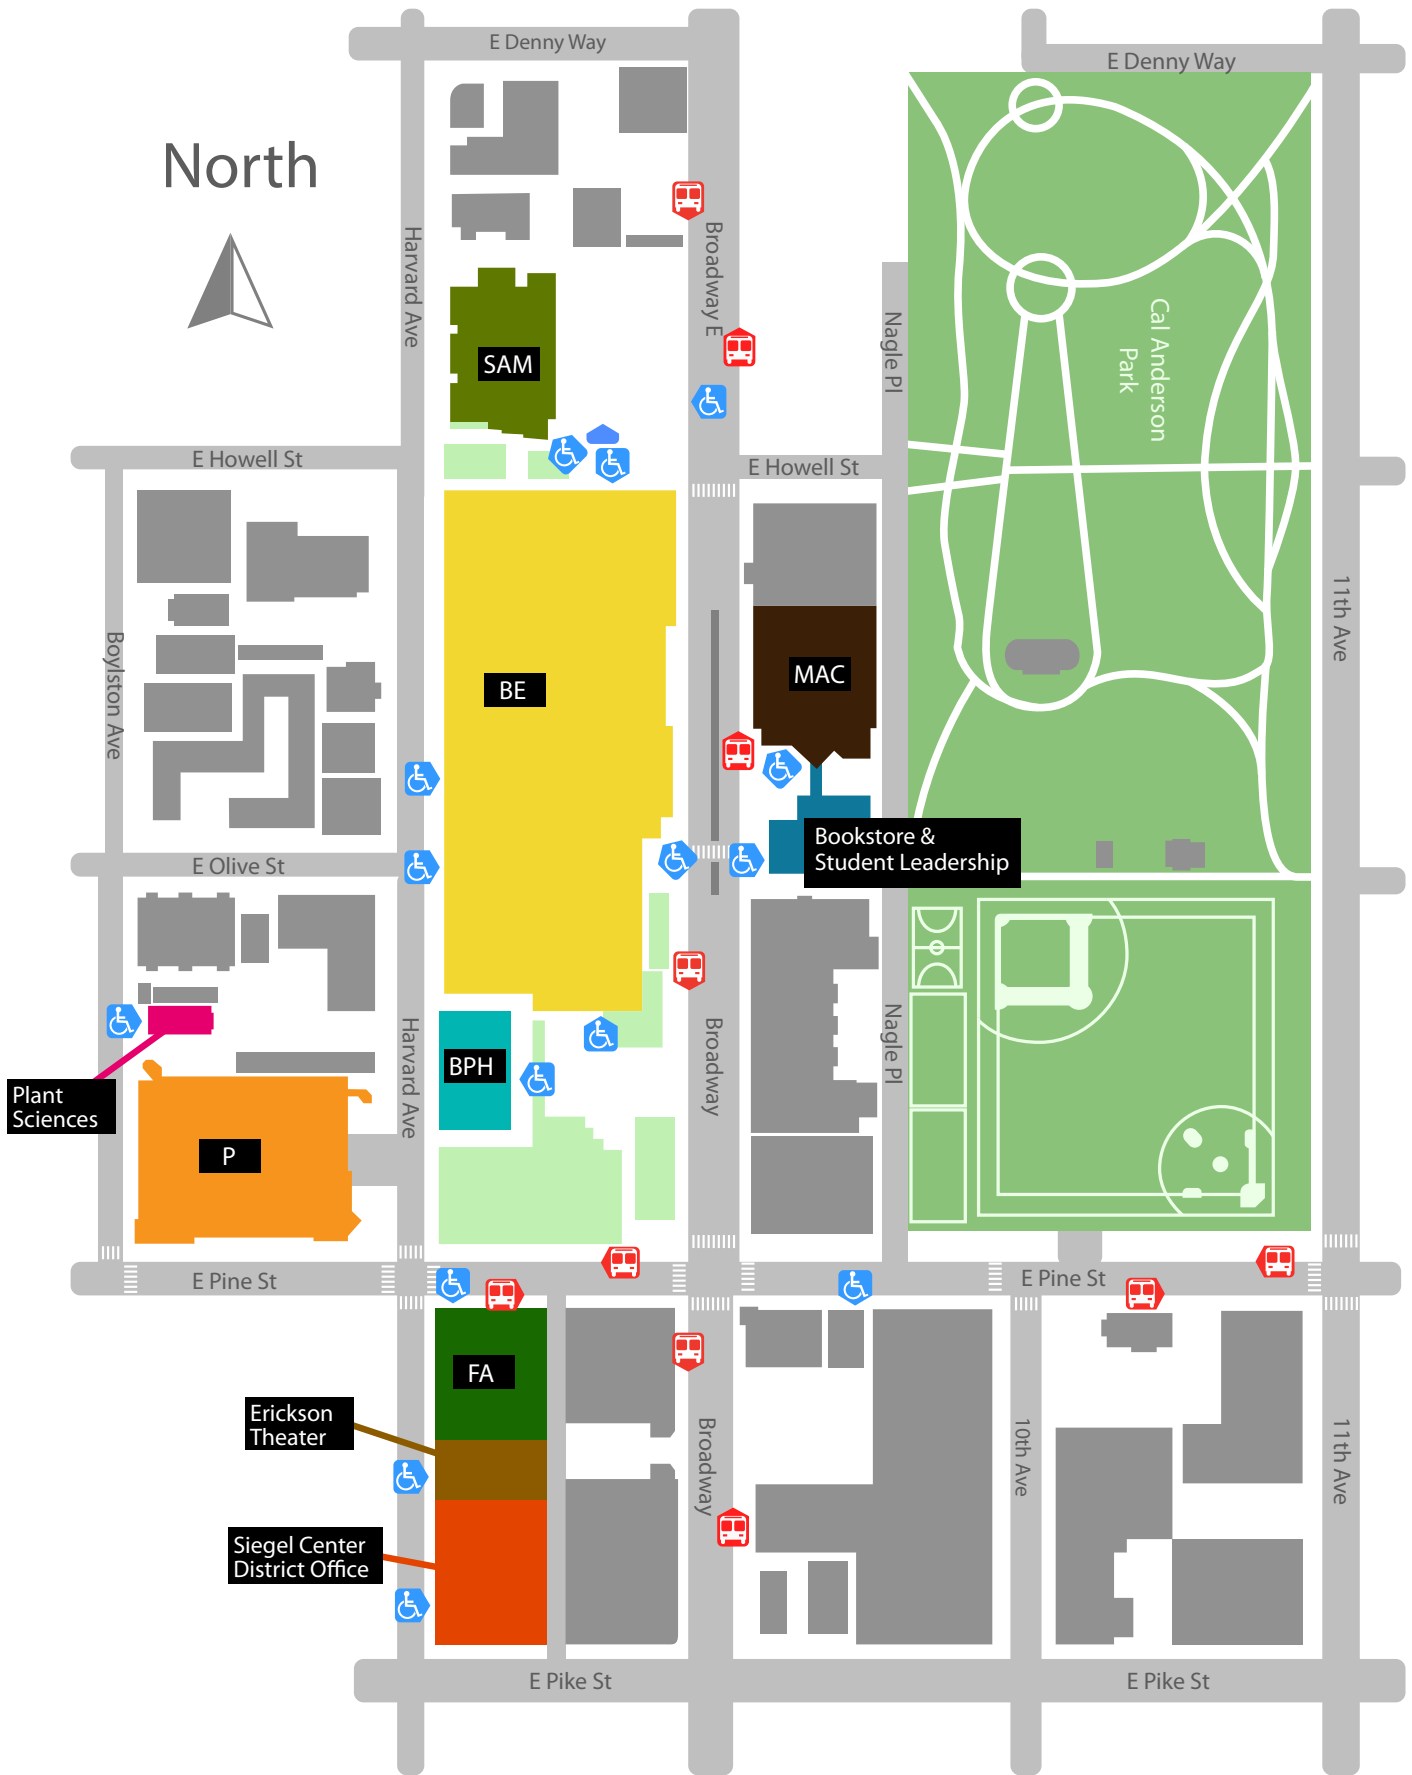 E Denny Way
E Denny Way
North
Harvard Ave
Broadway E
Nagle Pl
Cal Anderson
Park
SAM
E Howell St
E Howell St
11th Ave
Boylston Ave
BE
MAC
Bookstore &
Student Leadership
E Olive St
Harvard Ave
Broadway
Nagle Pl
BPH
Plant
Sciences
P
E Pine St
E Pine St
FA
Erickson
Theater
Broadway
10th Ave
11th Ave
Siegel Center
District Office
E Pike St
E Pike St